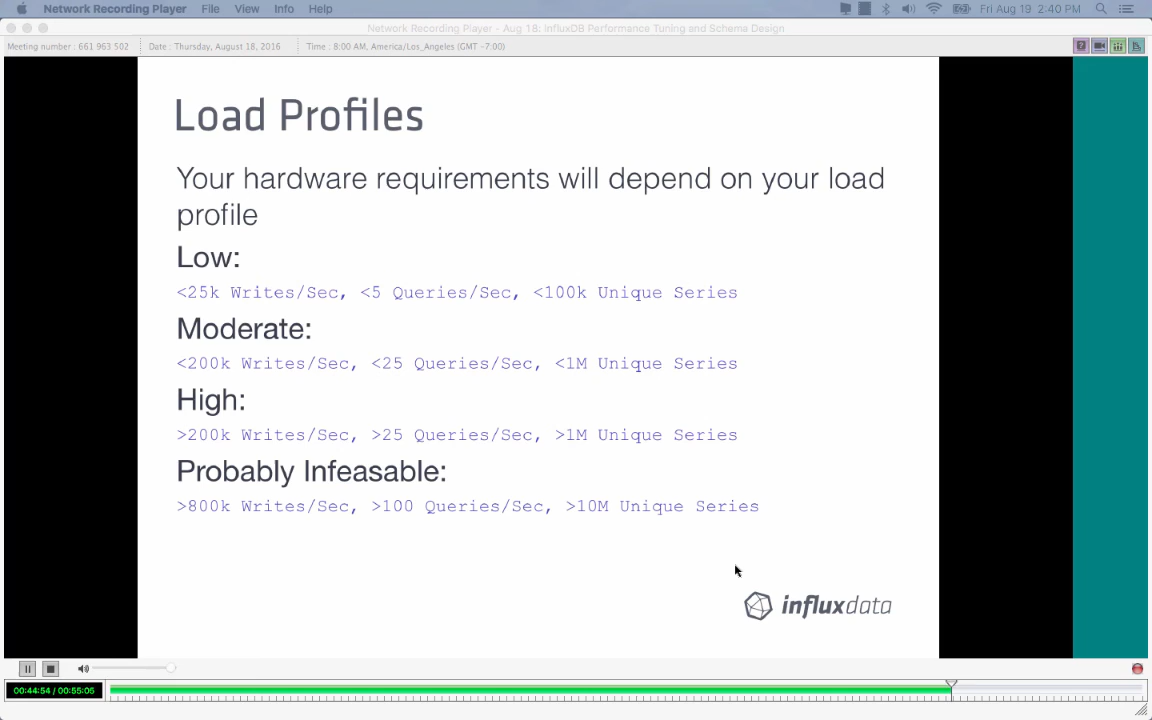 Network Recording Player File View Info Help Fri Aug 19 2:40 PM
Network Recording Player - Aug 18: InfluxDB Performance Tuning and Schema Design
Meeting number : 661 963 502 Date : Thursday, August 18, 2016 Time : 8:00 AM, America/Los_Angeles (GMT -7:00)
Load Profiles
Your hardware requirements will depend on your load
profile
Low:
<25k Writes/Sec, <5 Queries/Sec, <100k Unique Series
Moderate:
<200k Writes/Sec, <25 Queries/Sec, <1M Unique Series
High:
>200k Writes/Sec, >25 Queries/Sec, >1M Unique Series
Probably Infeasable:
>800k Writes/Sec, >100 Queries/Sec, >10M Unique Series
influxdata
00:44:54 / 00:55:05